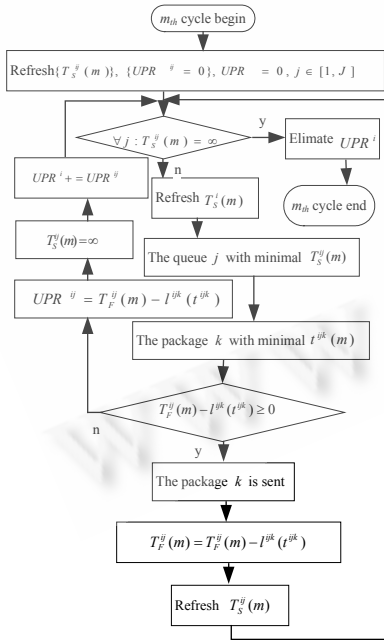 m_th cycle begin
Refresh{T_S^{ij}(m)}, {UPR^{ij} = 0}, UPR = 0, j ∈ [1, J]
∀j : T_S^{ij}(m) = ∞
y
Elimate UPR^i
n
m_th cycle end
UPR^i += UPR^{ij}
Refresh T_S^i(m)
T_S^{ij}(m)=∞
The queue j with minimal T_S^{ij}(m)
UPR^{ij} = T_F^{ij}(m) − l^{ijk}(t^{ijk})
The package k with minimal t^{ijk}(m)
T_F^{ij}(m) − l^{ijk}(t^{ijk}) ≥ 0
n
y
The package k is sent
T_F^{ij}(m) = T_F^{ij}(m) − l^{ijk}(t^{ijk})
Refresh T_S^{ij}(m)